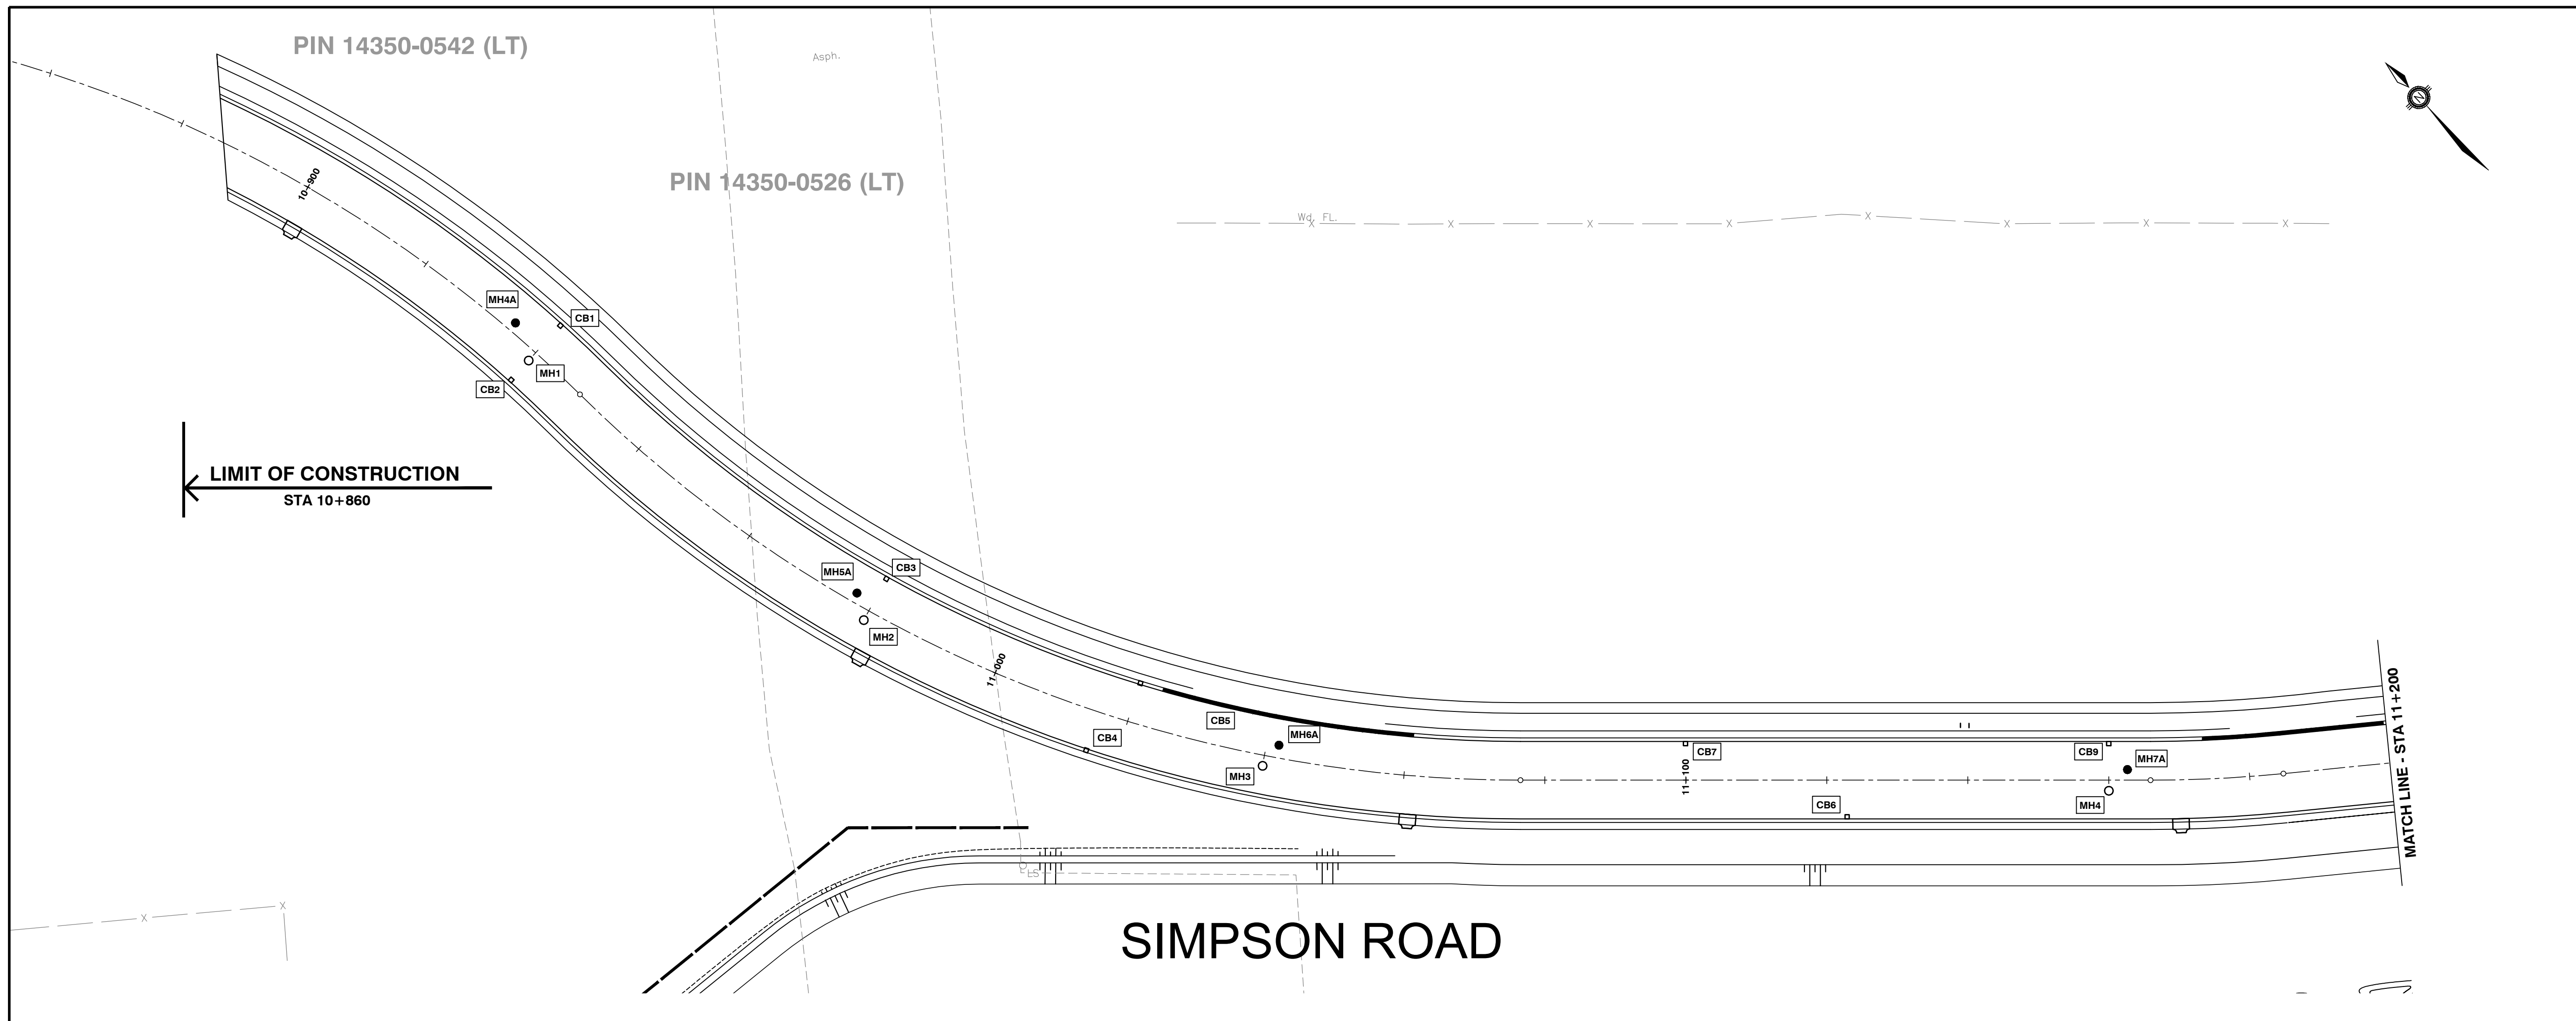 PIN 14350-0542 (LT)
Asph.
N
PIN 14350-0526 (LT)
10+900
Wd. FL.
X X X X X X X X
MH4A
CB1
MH1
CB2
LIMIT OF CONSTRUCTION
STA 10+860
CB3
MH5A
MH2
11+000
CB5
MH6A
CB4
MH3
CB7
11+100
CB9
MH7A
CB6
MH4
MATCH LINE - STA 11+200
LS
X X
SIMPSON ROAD